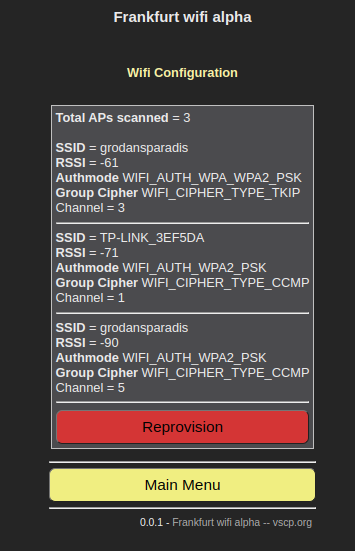 Frankfurt wifi alpha
Wifi Configuration
Total APs scanned = 3
SSID = grodansparadis
RSSI = -61
Authmode WIFI_AUTH_WPA_WPA2_PSK
Group Cipher WIFI_CIPHER_TYPE_TKIP
Channel = 3
SSID = TP-LINK_3EF5DA
RSSI = -71
Authmode WIFI_AUTH_WPA2_PSK
Group Cipher WIFI_CIPHER_TYPE_CCMP
Channel = 1
SSID = grodansparadis
RSSI = -90
Authmode WIFI_AUTH_WPA2_PSK
Group Cipher WIFI_CIPHER_TYPE_CCMP
Channel = 5
Reprovision
Main Menu
0.0.1 - Frankfurt wifi alpha -- vscp.org